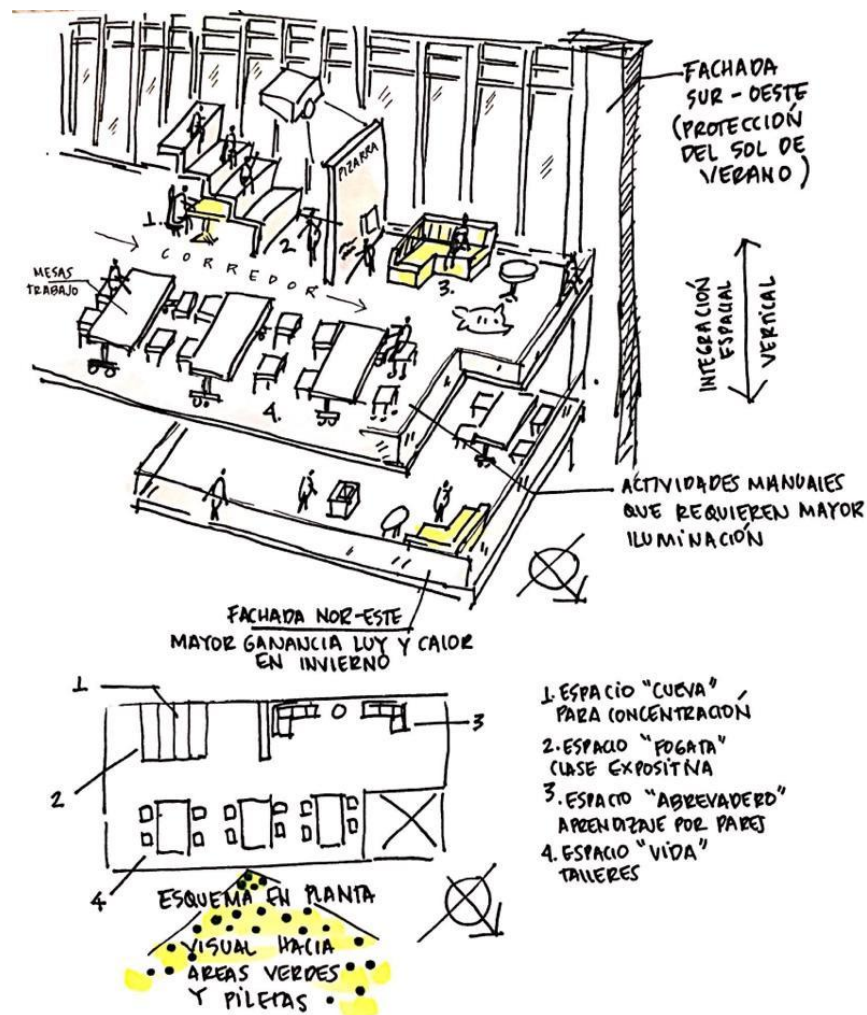 FACHADA
SUR-OESTE
(PROTECCIÓN
DEL SOL DE
VERANO)
PIZARRA
1.
2.
3.
CORREDOR
MESAS
TRABAJO
4.
INTEGRACIÓN
ESPACIAL
VERTICAL
ACTIVIDADES MANUALES
QUE REQUIEREN MAYOR
ILUMINACIÓN
FACHADA NOR-ESTE
MAYOR GANANCIA LUY Y CALOR
EN INVIERNO
1
2
3
4
1. ESPACIO "CUEVA"
PARA CONCENTRACIÓN
2. ESPACIO "FOGATA"
CLASE EXPOSITIVA
3. ESPACIO "ABREVADERO"
APRENDIZAJE POR PARES
4. ESPACIO "VIDA"
TALLERES
ESQUEMA EN PLANTA
VISUAL HACIA
AREAS VERDES
Y PILETAS